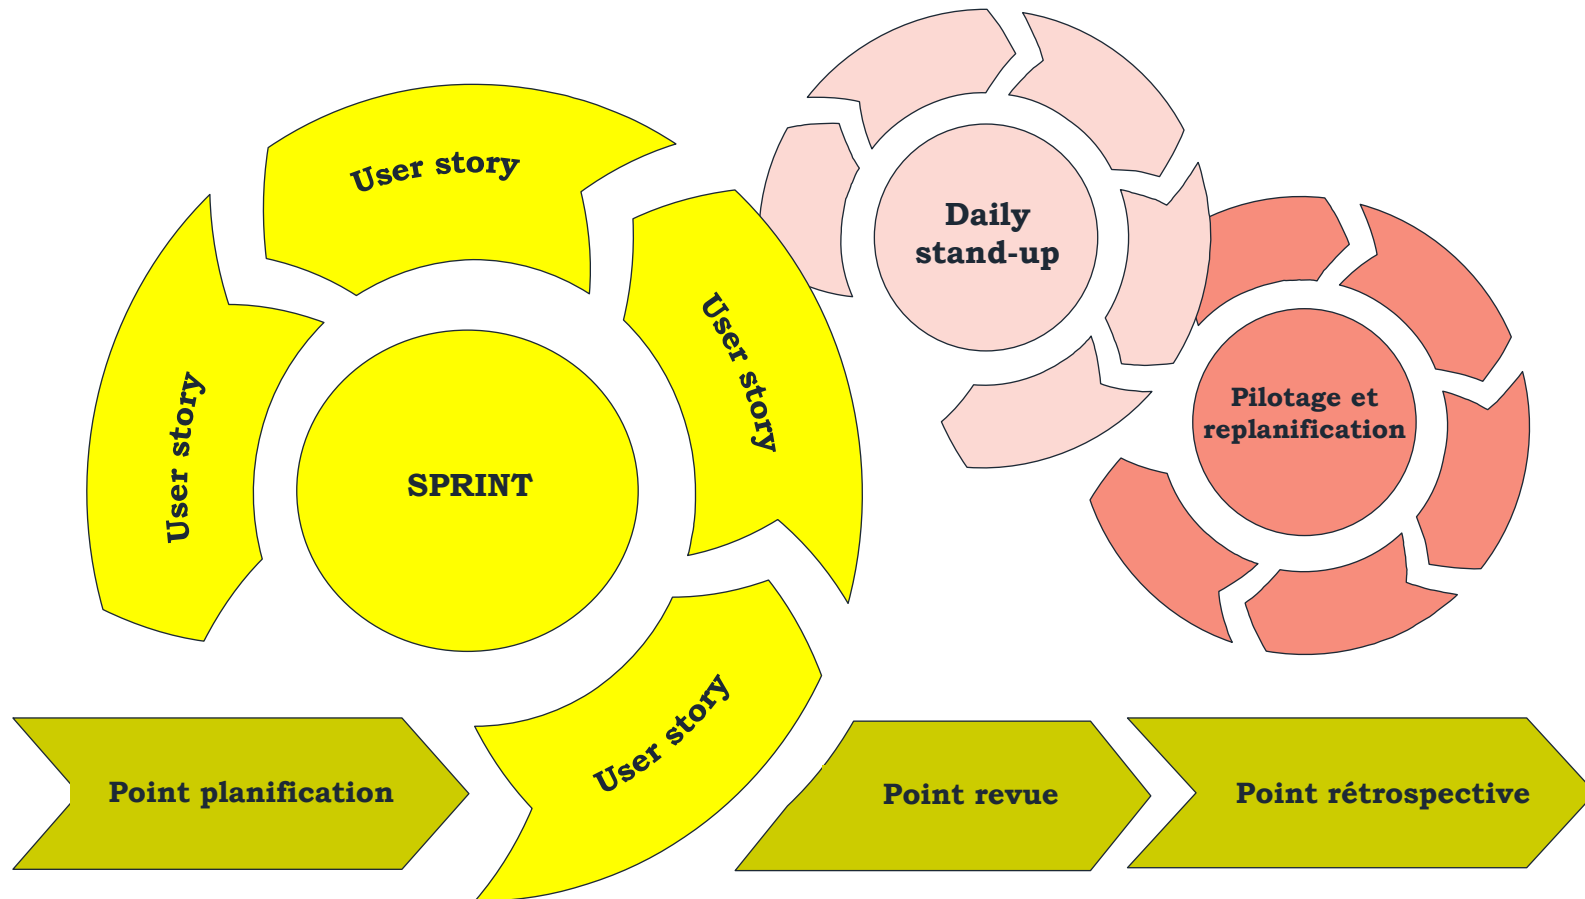 User story
User story
User story
User story
SPRINT
Daily
stand-up
Pilotage et
replanification
Point planification
Point revue
Point rétrospective